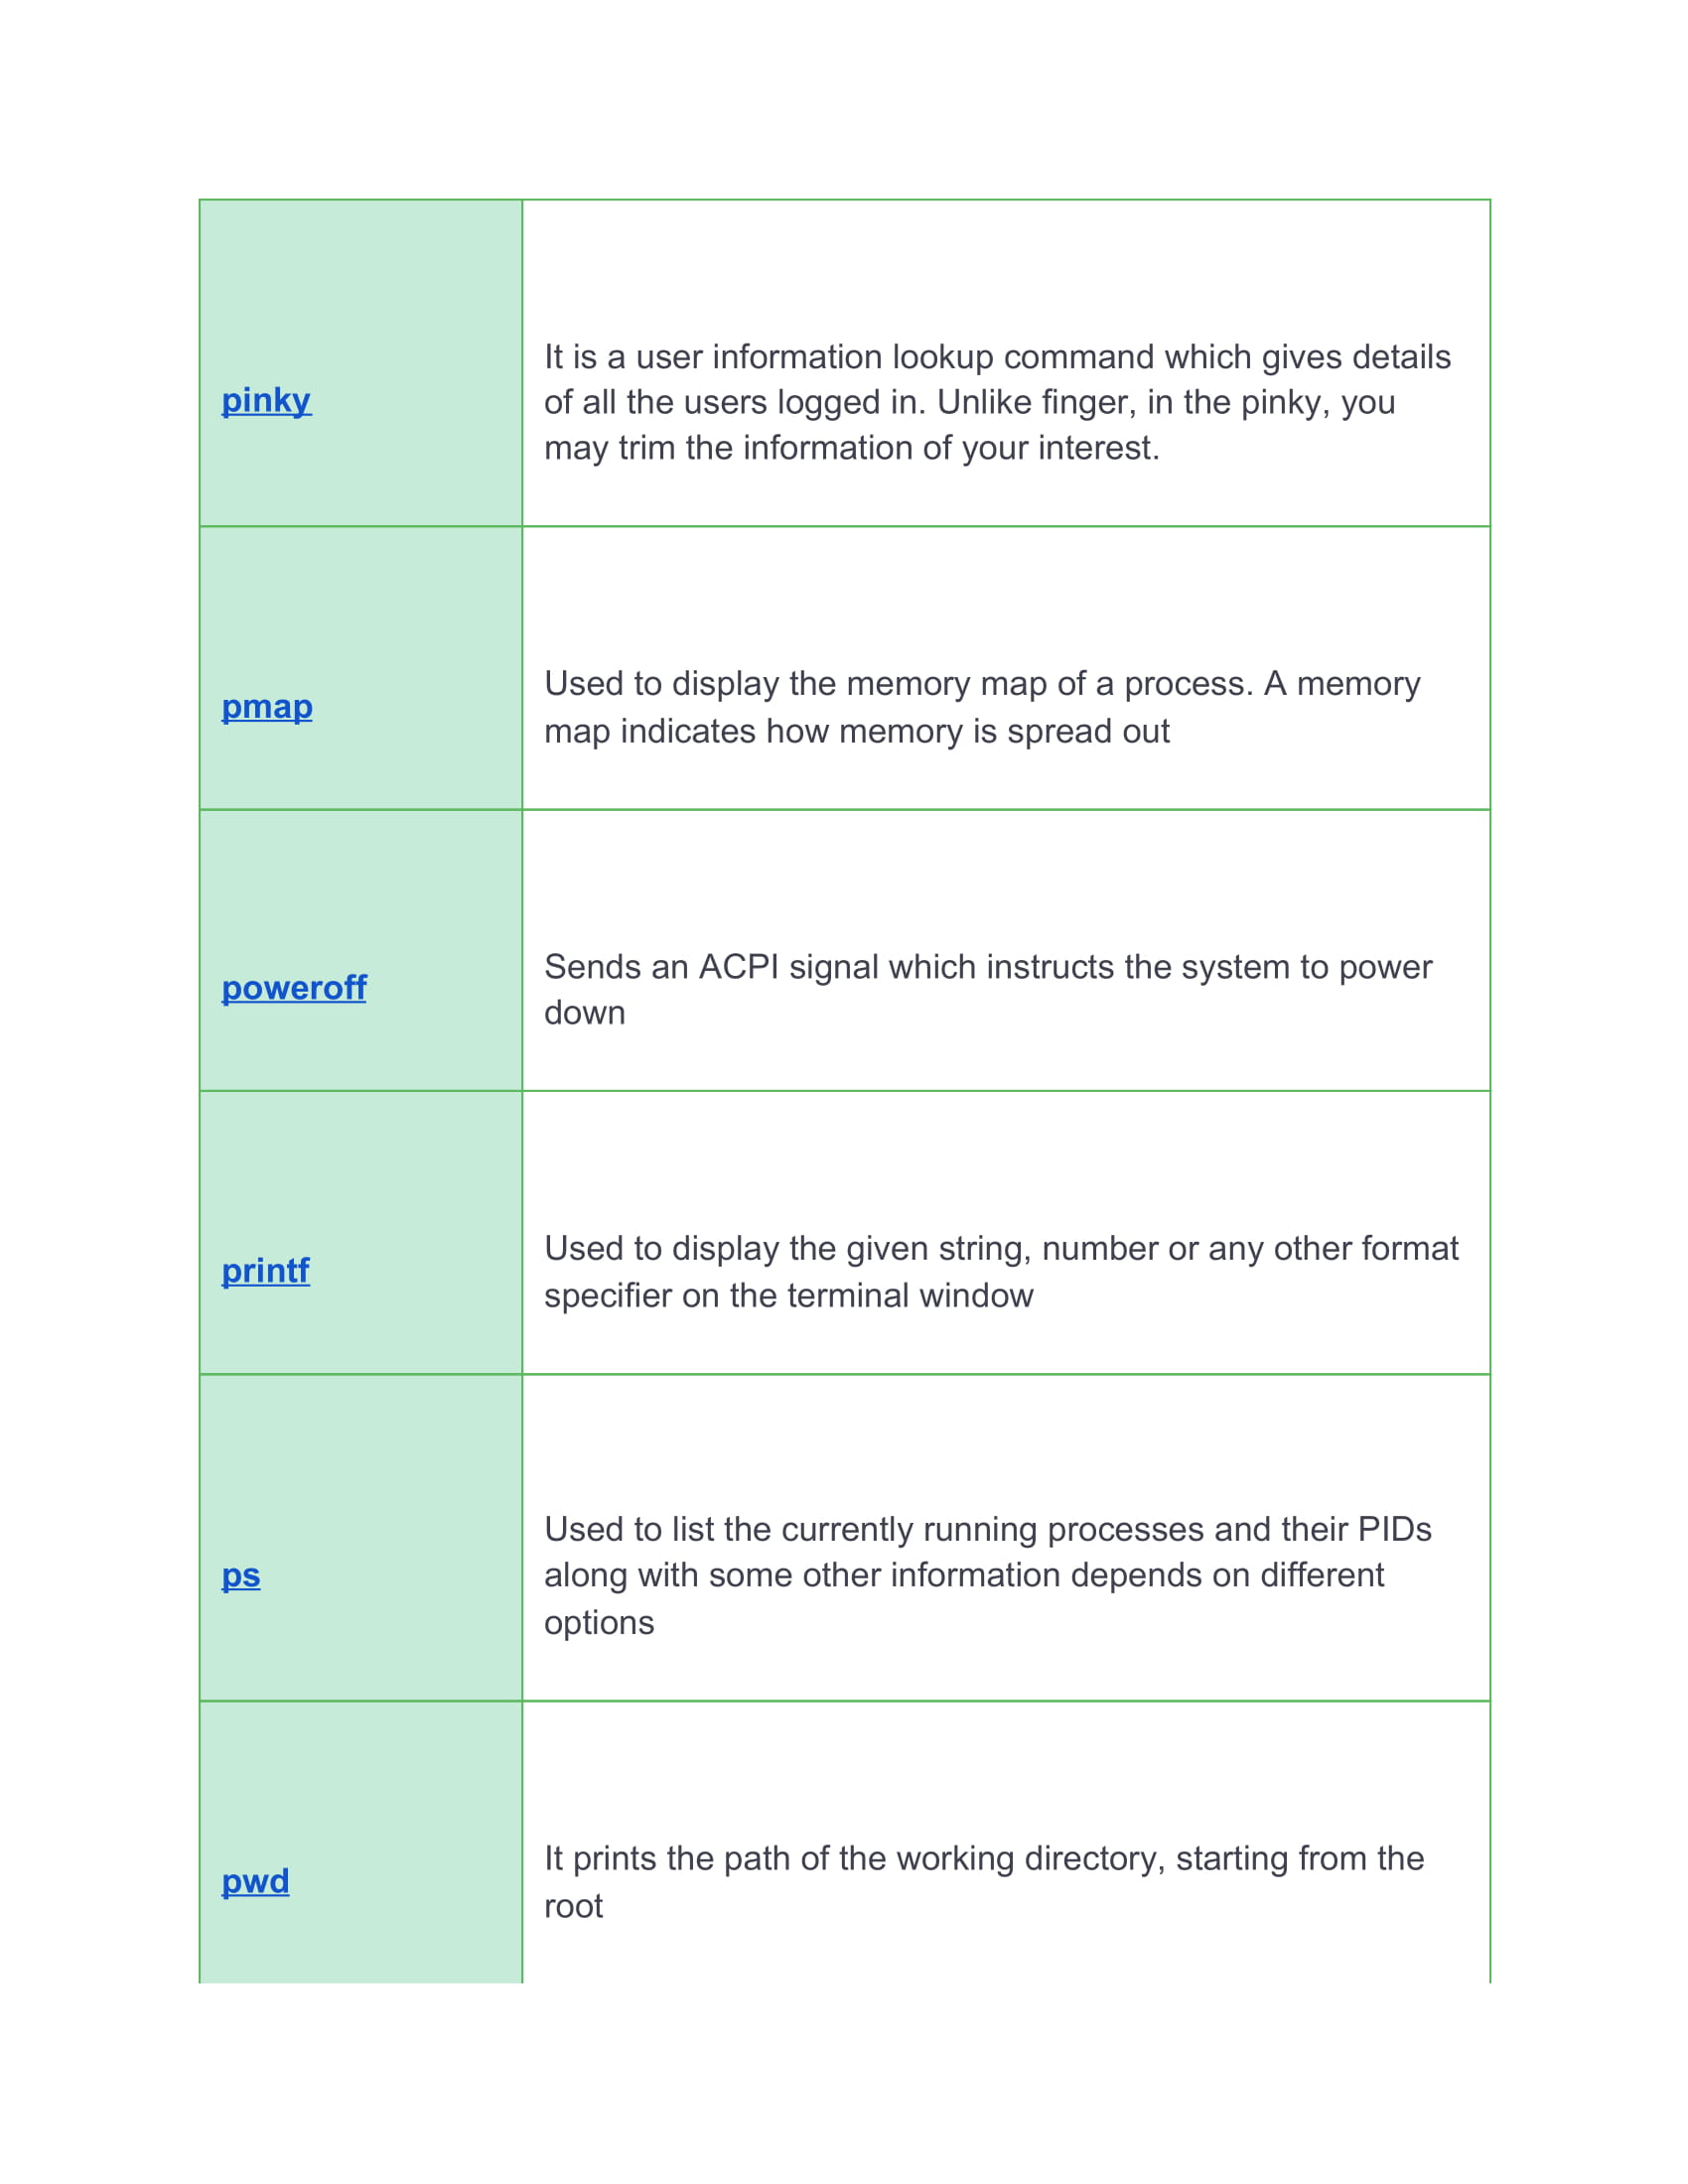 pinky
It is a user information lookup command which gives details
of all the users logged in. Unlike finger, in the pinky, you
may trim the information of your interest.
pmap
Used to display the memory map of a process. A memory
map indicates how memory is spread out
poweroff
Sends an ACPI signal which instructs the system to power
down
printf
Used to display the given string, number or any other format
specifier on the terminal window
ps
Used to list the currently running processes and their PIDs
along with some other information depends on different
options
pwd
It prints the path of the working directory, starting from the
root